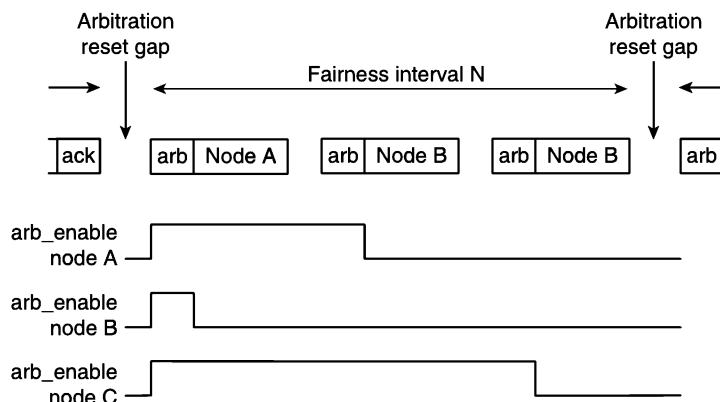 Arbitration
reset gap
Arbitration
reset gap
Fairness interval N
ack
arb Node A
arb Node B
arb Node B
arb
arb_enable
node A
arb_enable
node B
arb_enable
node C